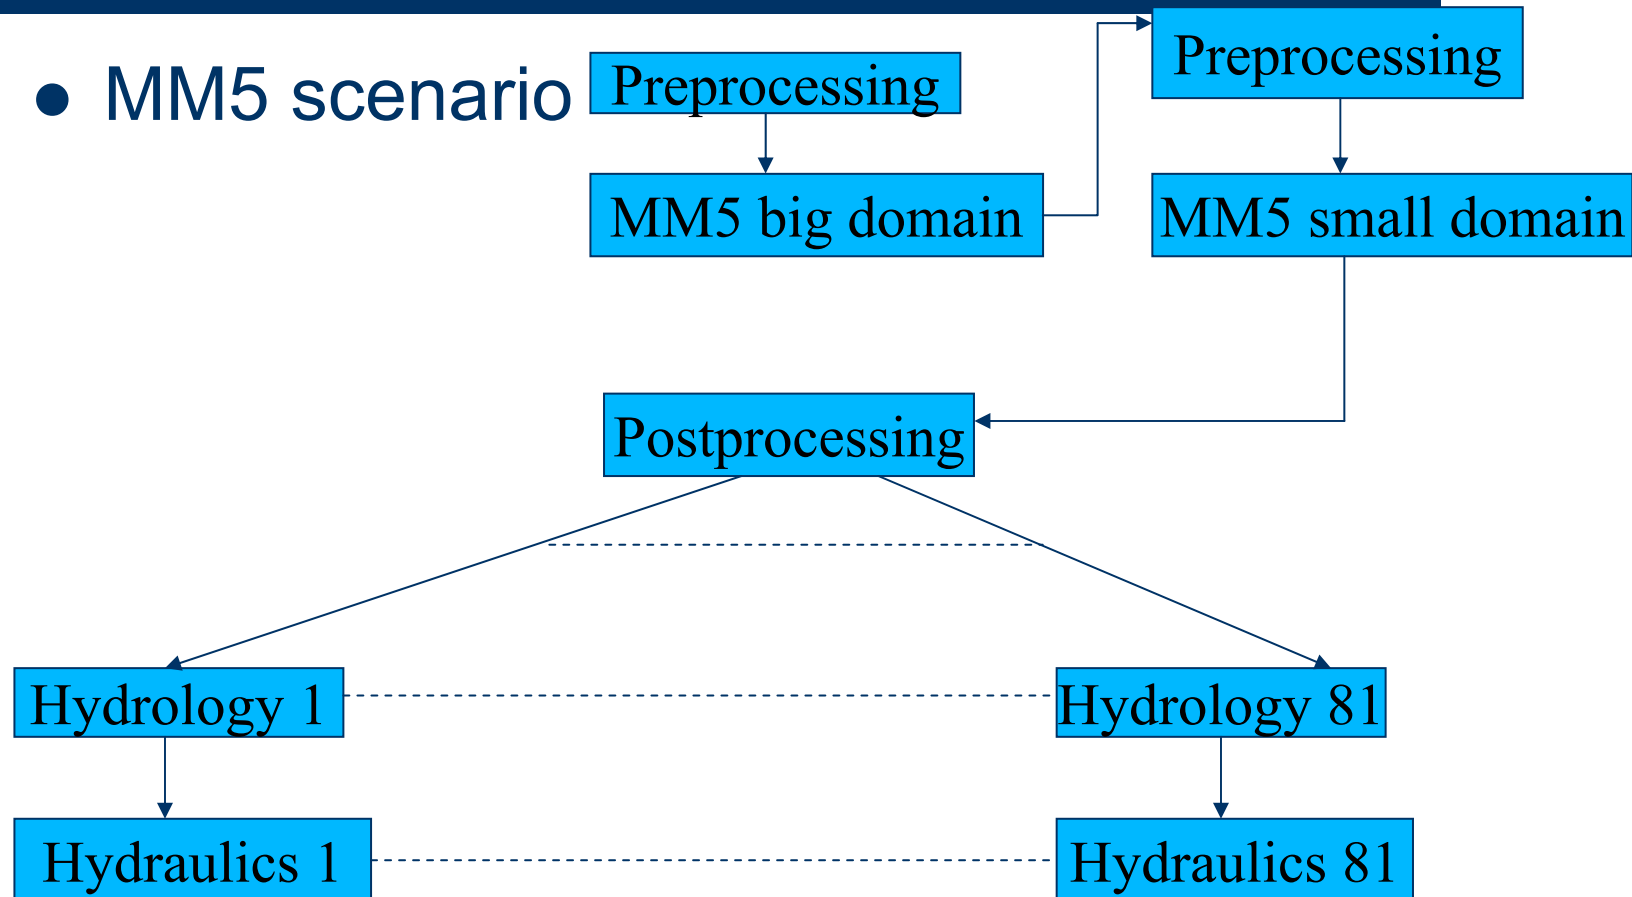 MM5 scenario
Preprocessing
Preprocessing
MM5 big domain
MM5 small domain
Postprocessing
Hydrology 1
Hydrology 81
Hydraulics 1
Hydraulics 81